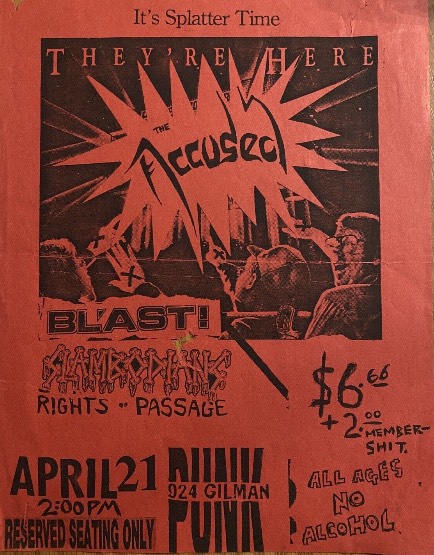 It's Splatter Time
THEY'RE HERE
THE
Accüsed
BL'AST!
SLAMBODIANS
RIGHTS OF PASSAGE
$6.66
+ 2.00
MEMBER-
SHIT.
APRIL 21
2:00PM
RESERVED SEATING ONLY
PUNK
924 GILMAN
ALL AGES
NO
ALCOHOL